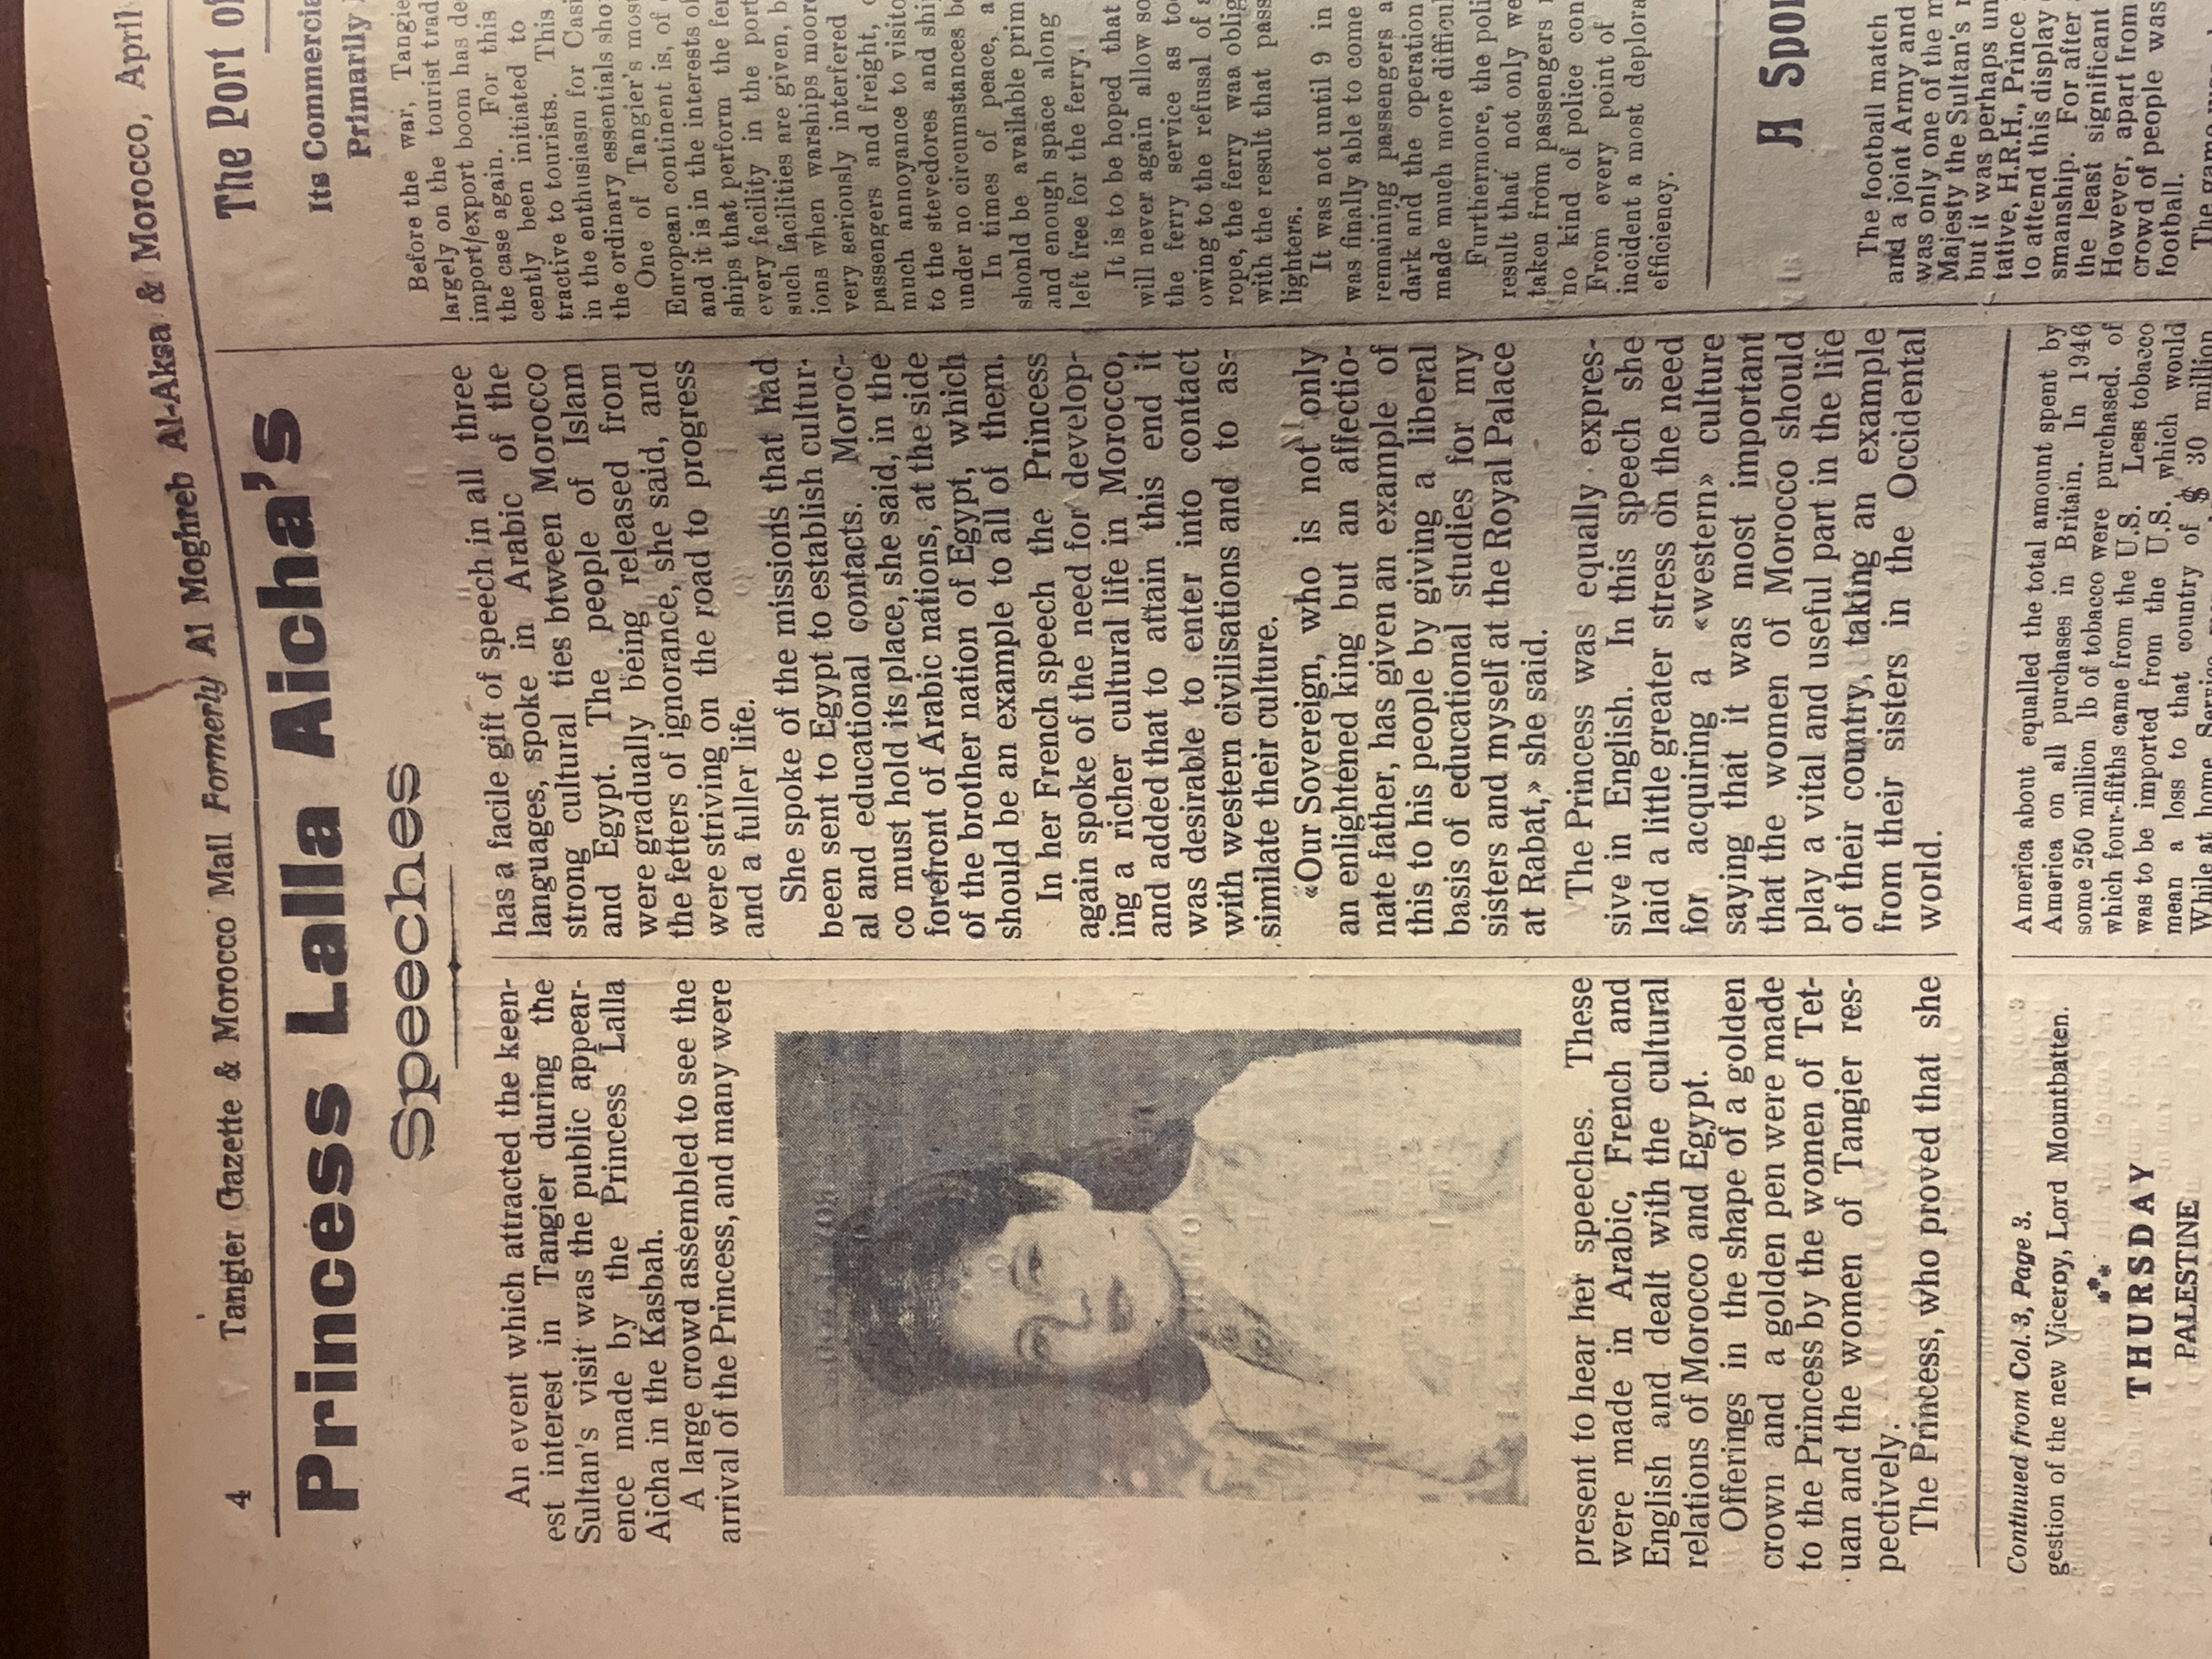 4 Tangier Gazette & Morocco Mail Formerly Al Moghreb Al-Aksa & Morocco, April
Princess Lalla Aicha's
Speeches
An event which attracted the keen-
est interest in Tangier during the
Sultan's visit was the public appear-
ence made by the Princess Lalla
Aicha in the Kasbah.
A large crowd assembled to see the
arrival of the Princess, and many were
present to hear her speeches. These
were made in Arabic, French and
English and dealt with the cultural
relations of Morocco and Egypt.
Offerings in the shape of a golden
crown and a golden pen were made
to the Princess by the women of Tet-
uan and the women of Tangier res-
pectively.
The Princess, who proved that she
has a facile gift of speech in all three
languages, spoke in Arabic of the
strong cultural ties btween Morocco
and Egypt. The people of Islam
were gradually being released from
the fetters of ignorance, she said, and
were striving on the road to progress
and a fuller life.
She spoke of the missions that had
been sent to Egypt to establish cultur-
al and educational contacts. Moroc-
co must hold its place, she said, in the
forefront of Arabic nations, at the side
of the brother nation of Egypt, which
should be an example to all of them.
In her French speech the Princess
again spoke of the need for develop-
ing a richer cultural life in Morocco,
and added that to attain this end it
was desirable to enter into contact
with western civilisations and to as-
similate their culture.
«Our Sovereign, who is not only
an enlightened king but an affectio-
nate father, has given an example of
this to his people by giving a liberal
basis of educational studies for my
sisters and myself at the Royal Palace
at Rabat,» she said.
The Princess was equally expres-
sive in English. In this speech she
laid a little greater stress on the need
for acquiring a «western» culture
saying that it was most important
that the women of Morocco should
play a vital and useful part in the life
of their country, taking an example
from their sisters in the Occidental
world.
The Port of
Its Commercia
Primarily
Before the war, Tangie
largely on the tourist trad
import/export boom has de
the case again. For this
cently been initiated to
tractive to tourists. This
in the enthusiasm for Casi
the ordinary essentials sho
One of Tangier's most
European continent is, of
and it is in the interests of
ships that perform the fer
every facility in the port
such facilities are given, b
ions when warships moore
very seriously interfered
passengers and freight,
much annoyance to visito
to the stevedores and ship
under no circumstances be
In times of peace, a
should be available prim
and enough space along
left free for the ferry.
It is to be hoped that
will never again allow so
the ferry service as too
owing to the refusal of a
rope, the ferry waa oblig
with the result that pass
lighters.
It was not until 9 in
was finally able to come
remaining passengers a
dark and the operation
made much more difficul
Furthermore, the poli
result that not only we
taken from passengers
no kind of police con
From every point of
incident a most deplora
efficiency.
A Spor
The football match
and a joint Army and
was only one of the m
Majesty the Sultan's
but it was perhaps un
tative, H.R.H., Prince
to attend this display
smanship. For after
the least significant
However, apart from
crowd of people was
football.
The game was
Continued from Col. 3, Page 3.
gestion of the new Viceroy, Lord Mountbatten.
THURSDAY
PALESTINE
America about equalled the total amount spent by
America on all purchases in Britain. In 1946
some 250 million lb of tobacco were purchased. of
which four-fifths came from the U.S. Less tobacco
was to be imported from the U.S. which would
mean a loss to that country of $ 30 million
While at home